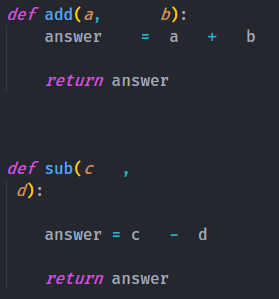 def add(a,      b):
    answer    =  a   +   b
    return answer
def sub(c   ,
 d):
    answer = c   -  d
    return answer